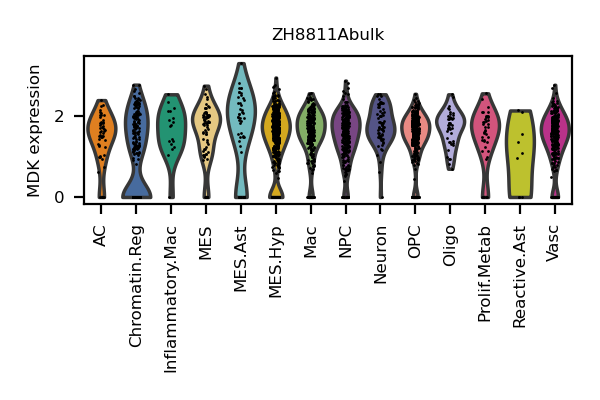 ZH8811Abulk
MDK expression
2
0
AC
Chromatin.Reg
Inflammatory.Mac
MES
MES.Ast
MES.Hyp
Mac
NPC
Neuron
OPC
Oligo
Prolif.Metab
Reactive.Ast
Vasc